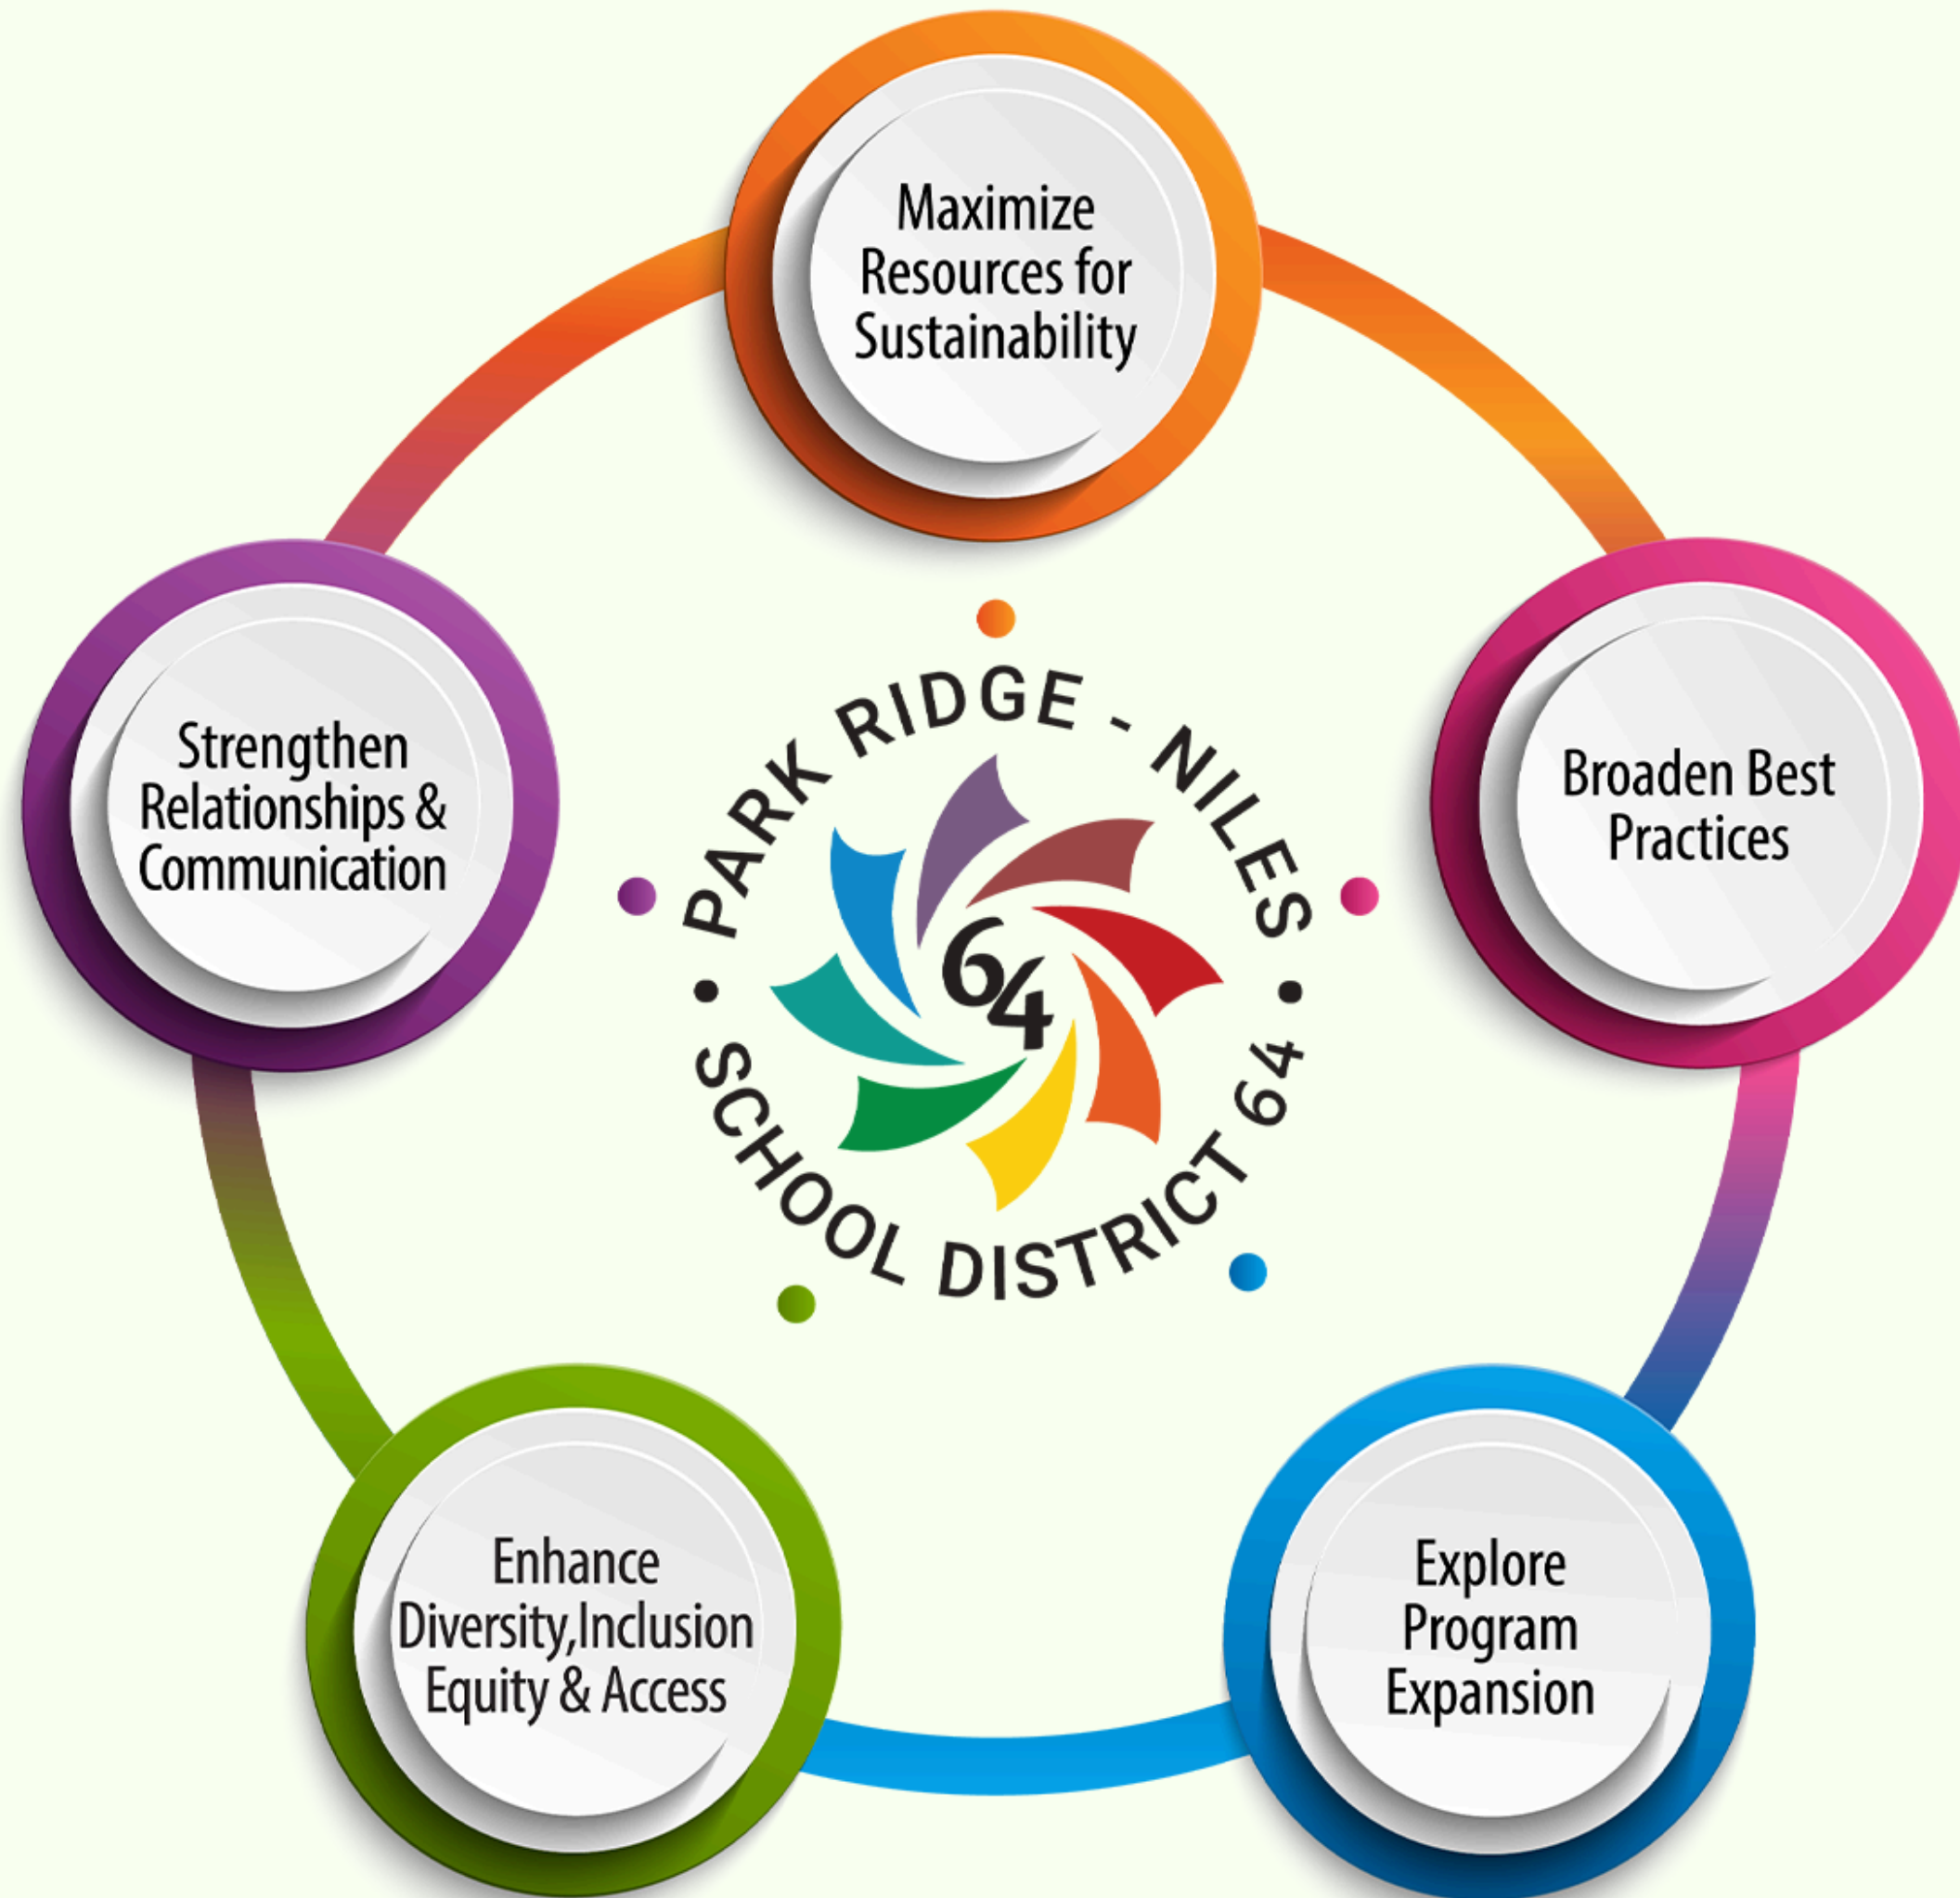 Maximize
Resources for
Sustainability
Strengthen
Relationships &
Communication
Broaden Best
Practices
PARK RIDGE - NILES
64
• SCHOOL DISTRICT 64 •
Enhance
Diversity,Inclusion
Equity & Access
Explore
Program
Expansion